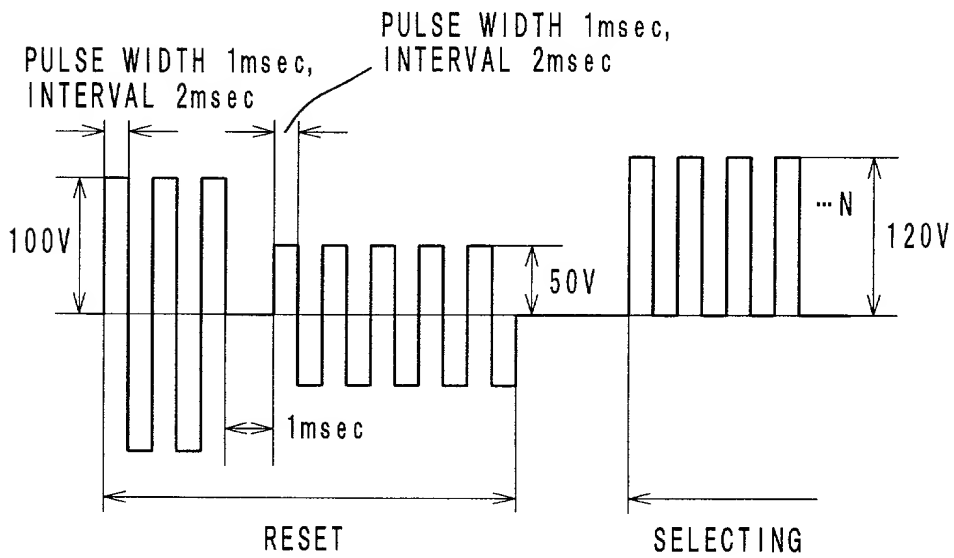 PULSE WIDTH 1msec,
INTERVAL 2msec
PULSE WIDTH 1msec,
INTERVAL 2msec
100V
50V
…N
120V
1msec
RESET
SELECTING